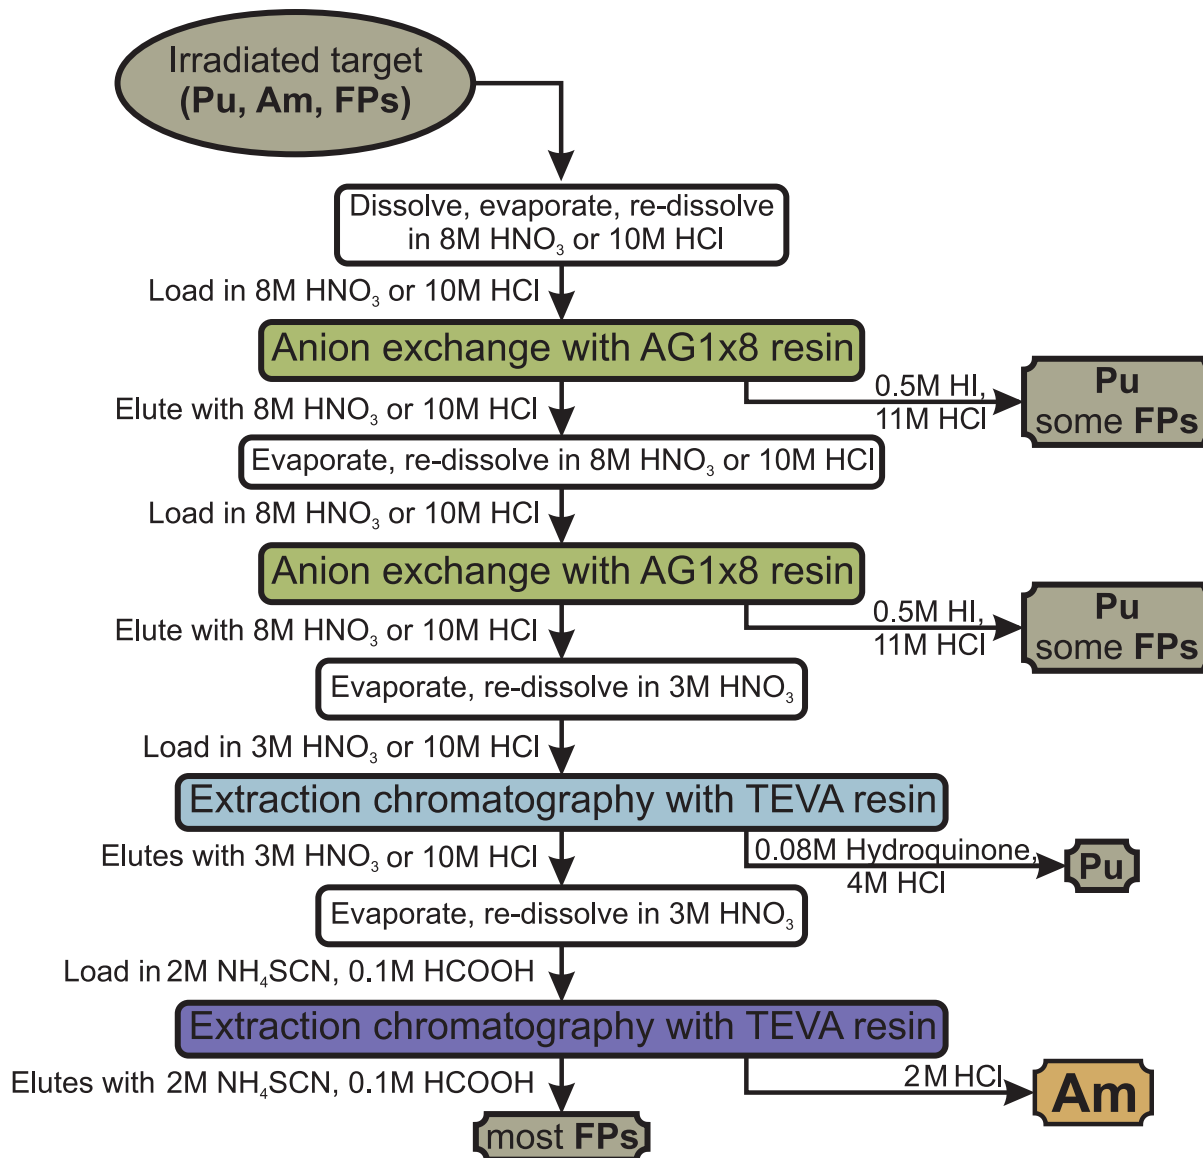 Irradiated target
(Pu, Am, FPs)
Dissolve, evaporate, re-dissolve
in 8M HNO₃ or 10M HCl
Load in 8M HNO₃ or 10M HCl
Anion exchange with AG1x8 resin
0.5M HI,
11M HCl
Pu
some FPs
Elute with 8M HNO₃ or 10M HCl
Evaporate, re-dissolve in 8M HNO₃ or 10M HCl
Load in 8M HNO₃ or 10M HCl
Anion exchange with AG1x8 resin
0.5M HI,
11M HCl
Pu
some FPs
Elute with 8M HNO₃ or 10M HCl
Evaporate, re-dissolve in 3M HNO₃
Load in 3M HNO₃ or 10M HCl
Extraction chromatography with TEVA resin
0.08M Hydroquinone,
4M HCl
Pu
Elutes with 3M HNO₃ or 10M HCl
Evaporate, re-dissolve in 3M HNO₃
Load in 2M NH₄SCN, 0.1M HCOOH
Extraction chromatography with TEVA resin
2M HCl
Am
Elutes with 2M NH₄SCN, 0.1M HCOOH
most FPs